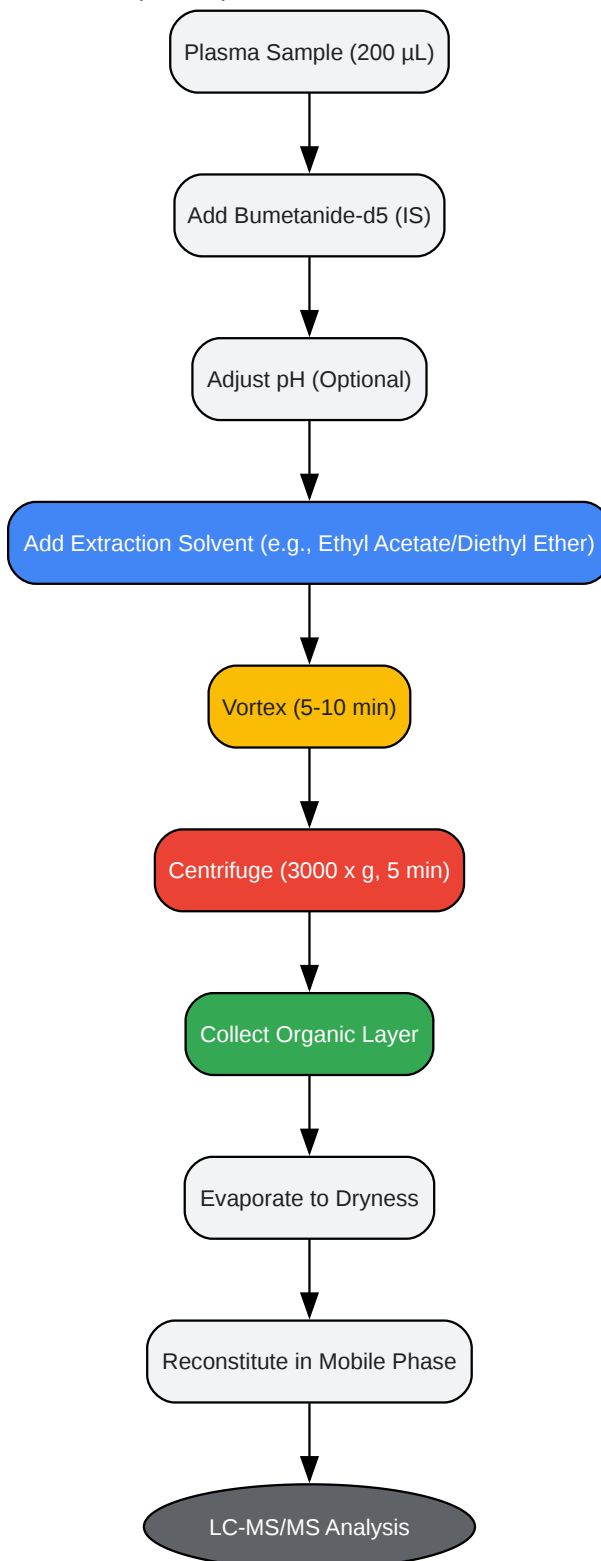 Plasma Sample (200 µL)
Add Bumetanide-d5 (IS)
Adjust pH (Optional)
Add Extraction Solvent (e.g., Ethyl Acetate/Diethyl Ether)
Vortex (5-10 min)
Centrifuge (3000 x g, 5 min)
Collect Organic Layer
Evaporate to Dryness
Reconstitute in Mobile Phase
LC-MS/MS Analysis